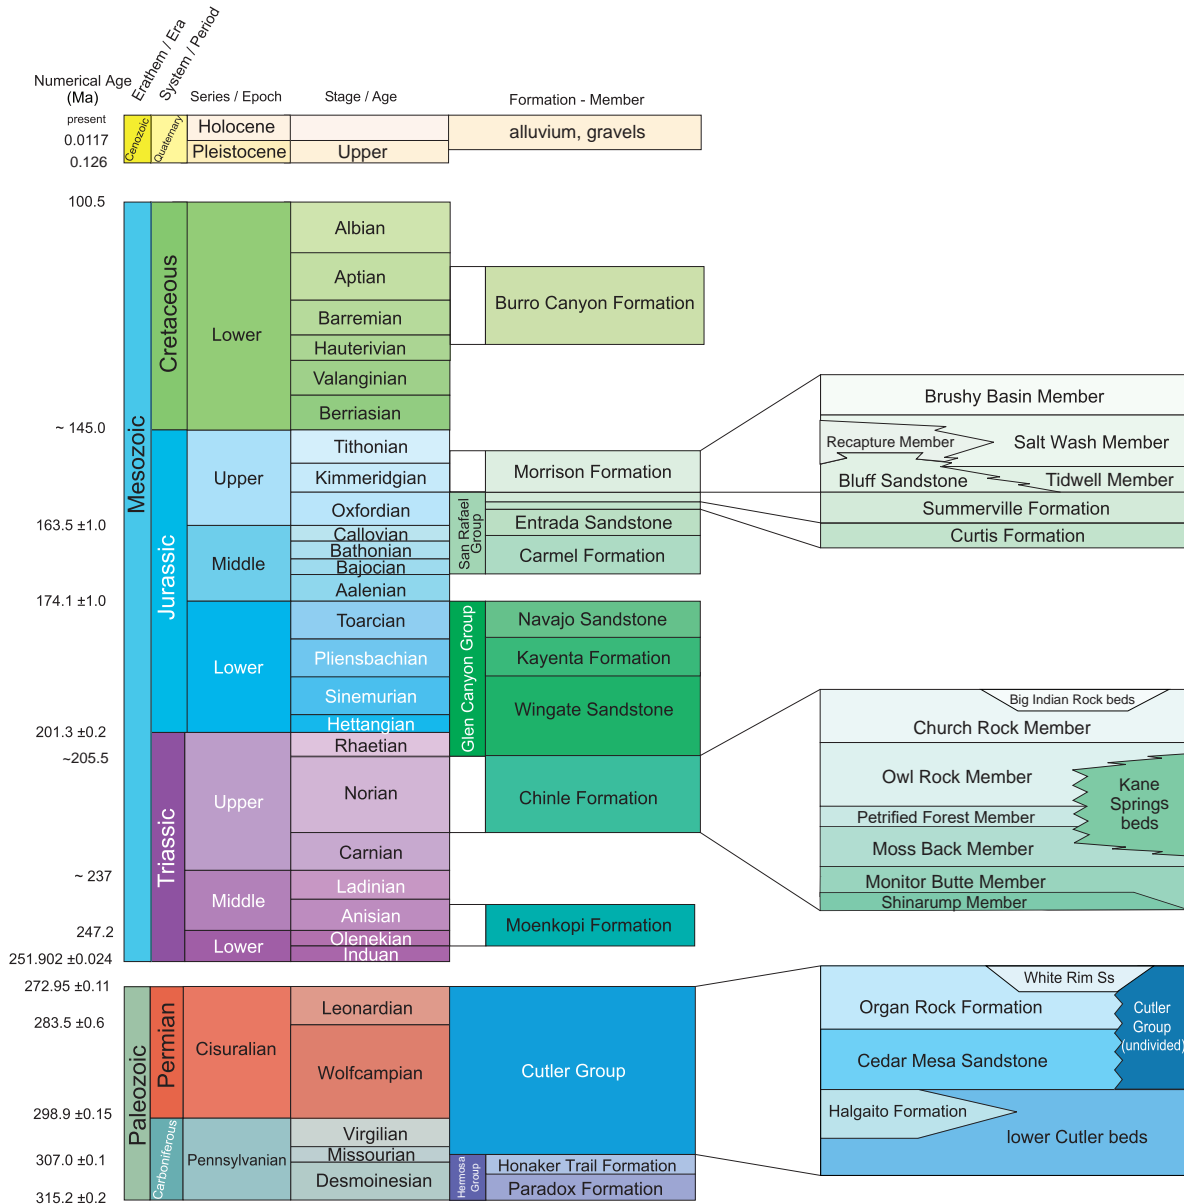 Erathem / Era
System / Period
Numerical Age
(Ma)
Series / Epoch
Stage / Age
Formation - Member
present
0.0117
0.126
Cenozoic
Quaternary
Holocene
Pleistocene
Upper
alluvium, gravels
100.5
~ 145.0
163.5 ±1.0
174.1 ±1.0
201.3 ±0.2
~205.5
~ 237
247.2
251.902 ±0.024
Mesozoic
Cretaceous
Lower
Albian
Aptian
Barremian
Hauterivian
Valanginian
Berriasian
Burro Canyon Formation
Jurassic
Upper
Tithonian
Kimmeridgian
Oxfordian
Middle
Callovian
Bathonian
Bajocian
Aalenian
Lower
Toarcian
Pliensbachian
Sinemurian
Hettangian
Morrison Formation
San Rafael
Group
Entrada Sandstone
Carmel Formation
Glen Canyon Group
Navajo Sandstone
Kayenta Formation
Wingate Sandstone
Brushy Basin Member
Recapture Member
Salt Wash Member
Bluff Sandstone
Tidwell Member
Summerville Formation
Curtis Formation
Triassic
Upper
Rhaetian
Norian
Carnian
Middle
Ladinian
Anisian
Lower
Olenekian
Induan
Chinle Formation
Moenkopi Formation
Big Indian Rock beds
Church Rock Member
Owl Rock Member
Kane
Springs
beds
Petrified Forest Member
Moss Back Member
Monitor Butte Member
Shinarump Member
272.95 ±0.11
283.5 ±0.6
298.9 ±0.15
307.0 ±0.1
315.2 ±0.2
Paleozoic
Permian
Cisuralian
Leonardian
Wolfcampian
Carboniferous
Pennsylvanian
Virgilian
Missourian
Desmoinesian
Cutler Group
Hermosa
Group
Honaker Trail Formation
Paradox Formation
White Rim Ss
Organ Rock Formation
Cutler
Group
(undivided)
Cedar Mesa Sandstone
Halgaito Formation
lower Cutler beds